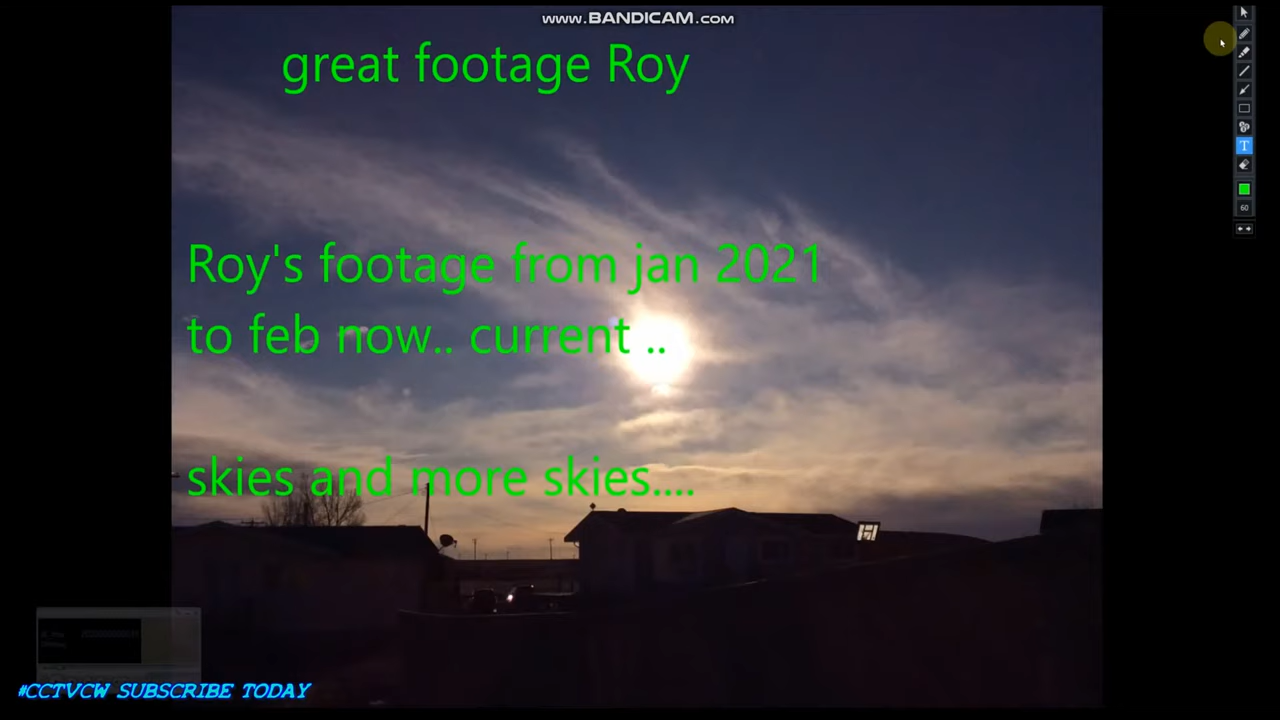 www.BANDICAM.com
great footage Roy
Roy's footage from jan 2021
to feb now.. current ..
skies and more skies....
T
60
#CCTVCW SUBSCRIBE TODAY